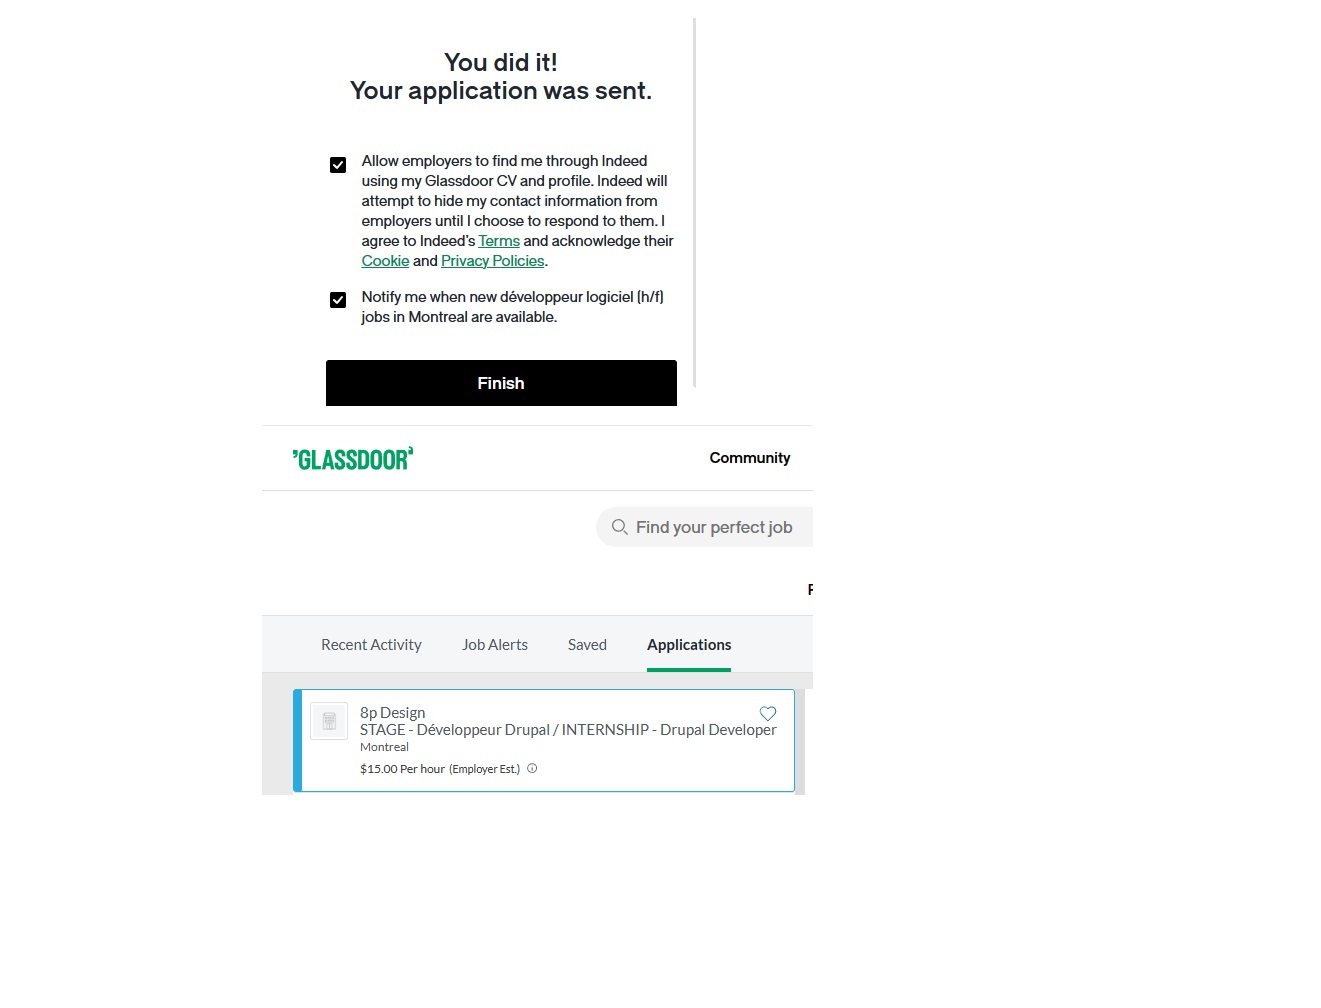 You did it!
Your application was sent.
Allow employers to find me through Indeed
using my Glassdoor CV and profile. Indeed will
attempt to hide my contact information from
employers until I choose to respond to them. I
agree to Indeed's Terms and acknowledge their
Cookie and Privacy Policies.
Notify me when new développeur logiciel (h/f)
jobs in Montreal are available.
Finish
GLASSDOOR
Community
Find your perfect job
Recent Activity Job Alerts Saved Applications
8p Design
STAGE - Développeur Drupal / INTERNSHIP - Drupal Developer
Montreal
$15.00 Per hour (Employer Est.)